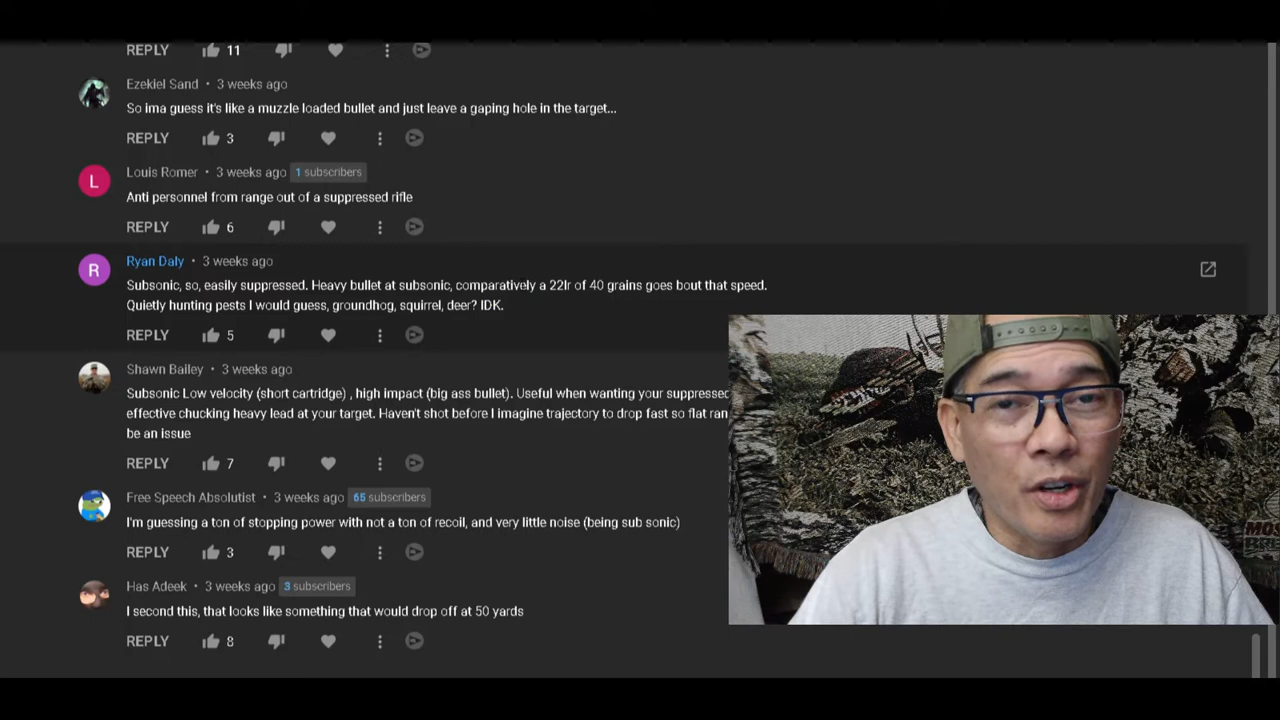 REPLY 11
Ezekiel Sand • 3 weeks ago
So ima guess it's like a muzzle loaded bullet and just leave a gaping hole in the target...
REPLY 3
L
Louis Romer • 3 weeks ago 1 subscribers
Anti personnel from range out of a suppressed rifle
REPLY 6
R
Ryan Daly • 3 weeks ago
Subsonic, so, easily suppressed. Heavy bullet at subsonic, comparatively a 22lr of 40 grains goes bout that speed.
Quietly hunting pests I would guess, groundhog, squirrel, deer? IDK.
REPLY 5
Shawn Bailey • 3 weeks ago
Subsonic Low velocity (short cartridge) , high impact (big ass bullet). Useful when wanting your suppressed
effective chucking heavy lead at your target. Haven't shot before I imagine trajectory to drop fast so flat ran
be an issue
REPLY 7
Free Speech Absolutist • 3 weeks ago 65 subscribers
I'm guessing a ton of stopping power with not a ton of recoil, and very little noise (being sub sonic)
REPLY 3
Has Adeek • 3 weeks ago 3 subscribers
I second this, that looks like something that would drop off at 50 yards
REPLY 8